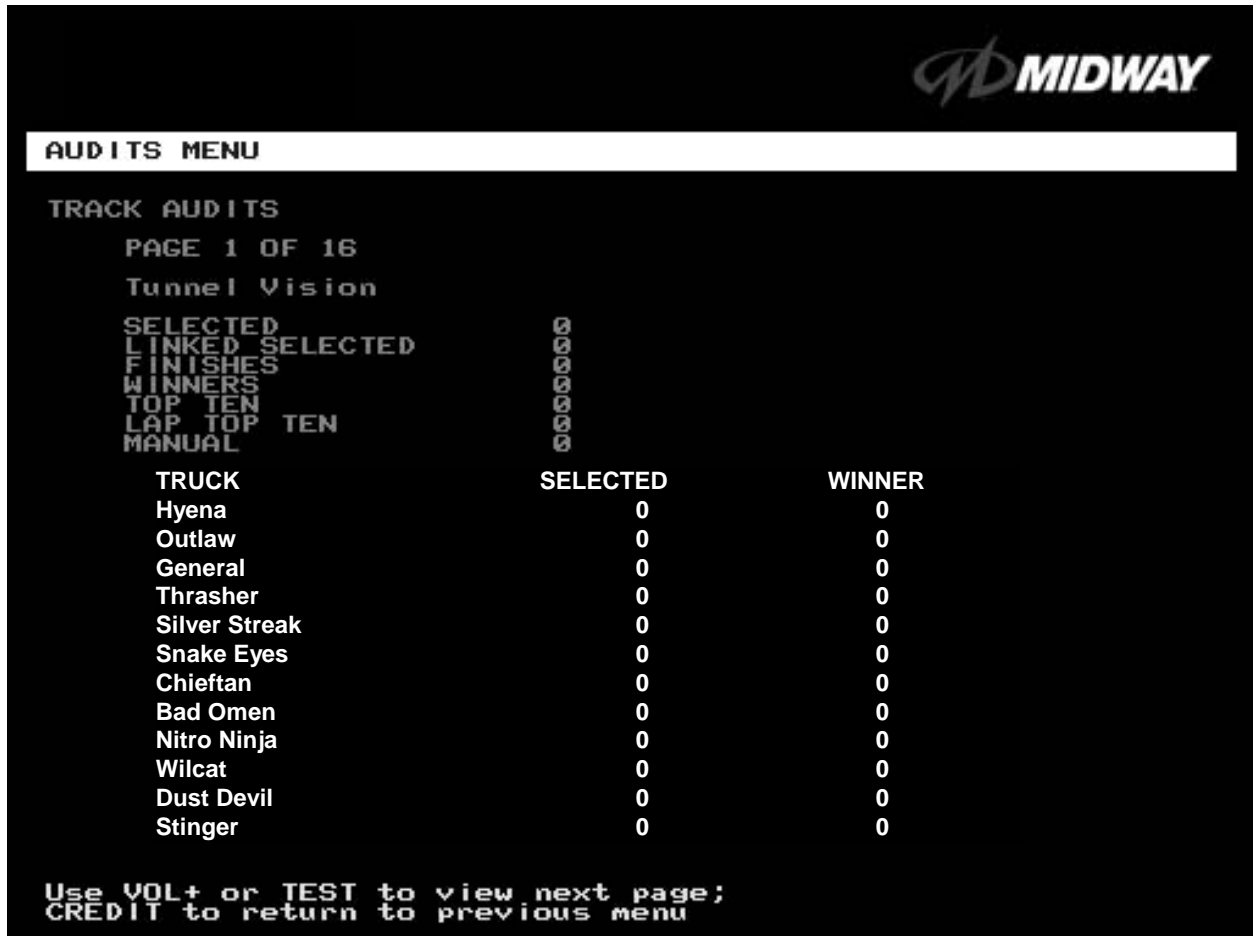 MIDWAY
AUDITS MENU
TRACK AUDITS
PAGE 1 OF 16
Tunnel Vision
SELECTED 0
LINKED SELECTED 0
FINISHES 0
WINNERS 0
TOP TEN 0
LAP TOP TEN 0
MANUAL 0
TRUCK SELECTED WINNER
Hyena 0 0
Outlaw 0 0
General 0 0
Thrasher 0 0
Silver Streak 0 0
Snake Eyes 0 0
Chieftan 0 0
Bad Omen 0 0
Nitro Ninja 0 0
Wilcat 0 0
Dust Devil 0 0
Stinger 0 0
Use VOL+ or TEST to view next page;
CREDIT to return to previous menu